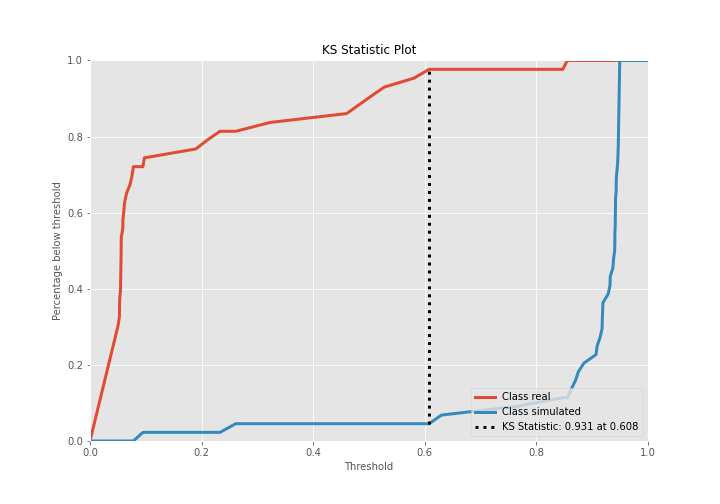 KS Statistic Plot
1.0
0.8
0.6
0.4
0.2
0.0
Percentage below threshold
Class real
Class simulated
KS Statistic: 0.931 at 0.608
0.0 0.2 0.4 0.6 0.8 1.0
Threshold